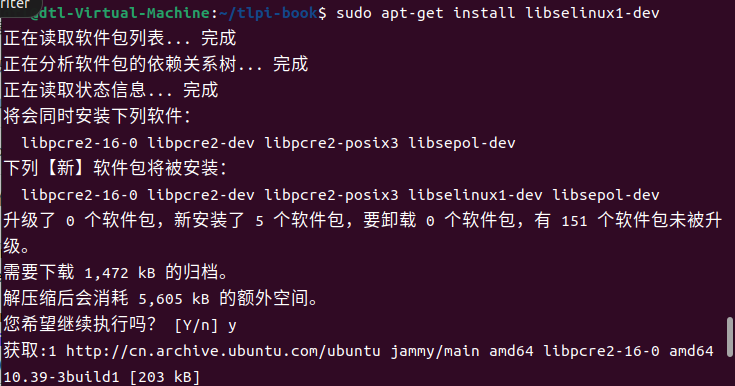 riter
@dtl-Virtual-Machine:~/tlpi-book$ sudo apt-get install libselinux1-dev
正在读取软件包列表... 完成
正在分析软件包的依赖关系树... 完成
正在读取状态信息... 完成
将会同时安装下列软件：
libpcre2-16-0 libpcre2-dev libpcre2-posix3 libsepol-dev
下列【新】软件包将被安装：
libpcre2-16-0 libpcre2-dev libpcre2-posix3 libselinux1-dev libsepol-dev
升级了 0 个软件包，新安装了 5 个软件包，要卸载 0 个软件包，有 151 个软件包未被升
级。
需要下载 1,472 kB 的归档。
解压缩后会消耗 5,605 kB 的额外空间。
您希望继续执行吗？ [Y/n] y
获取:1 http://cn.archive.ubuntu.com/ubuntu jammy/main amd64 libpcre2-16-0 amd64
10.39-3build1 [203 kB]